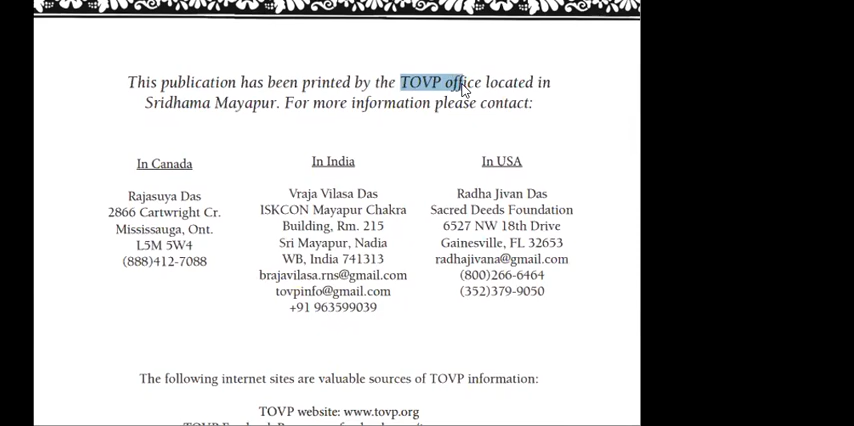 This publication has been printed by the TOVP office located in
Sridhama Mayapur. For more information please contact:
In Canada
Rajasuya Das
2866 Cartwright Cr.
Mississauga, Ont.
L5M 5W4
(888)412-7088
In India
Vraja Vilasa Das
ISKCON Mayapur Chakra
Building, Rm. 215
Sri Mayapur, Nadia
WB, India 741313
brajavilasa.rns@gmail.com
tovpinfo@gmail.com
+91 963599039
In USA
Radha Jivan Das
Sacred Deeds Foundation
6527 NW 18th Drive
Gainesville, FL 32653
radhajivana@gmail.com
(800)266-6464
(352)379-9050
The following internet sites are valuable sources of TOVP information:
TOVP website: www.tovp.org